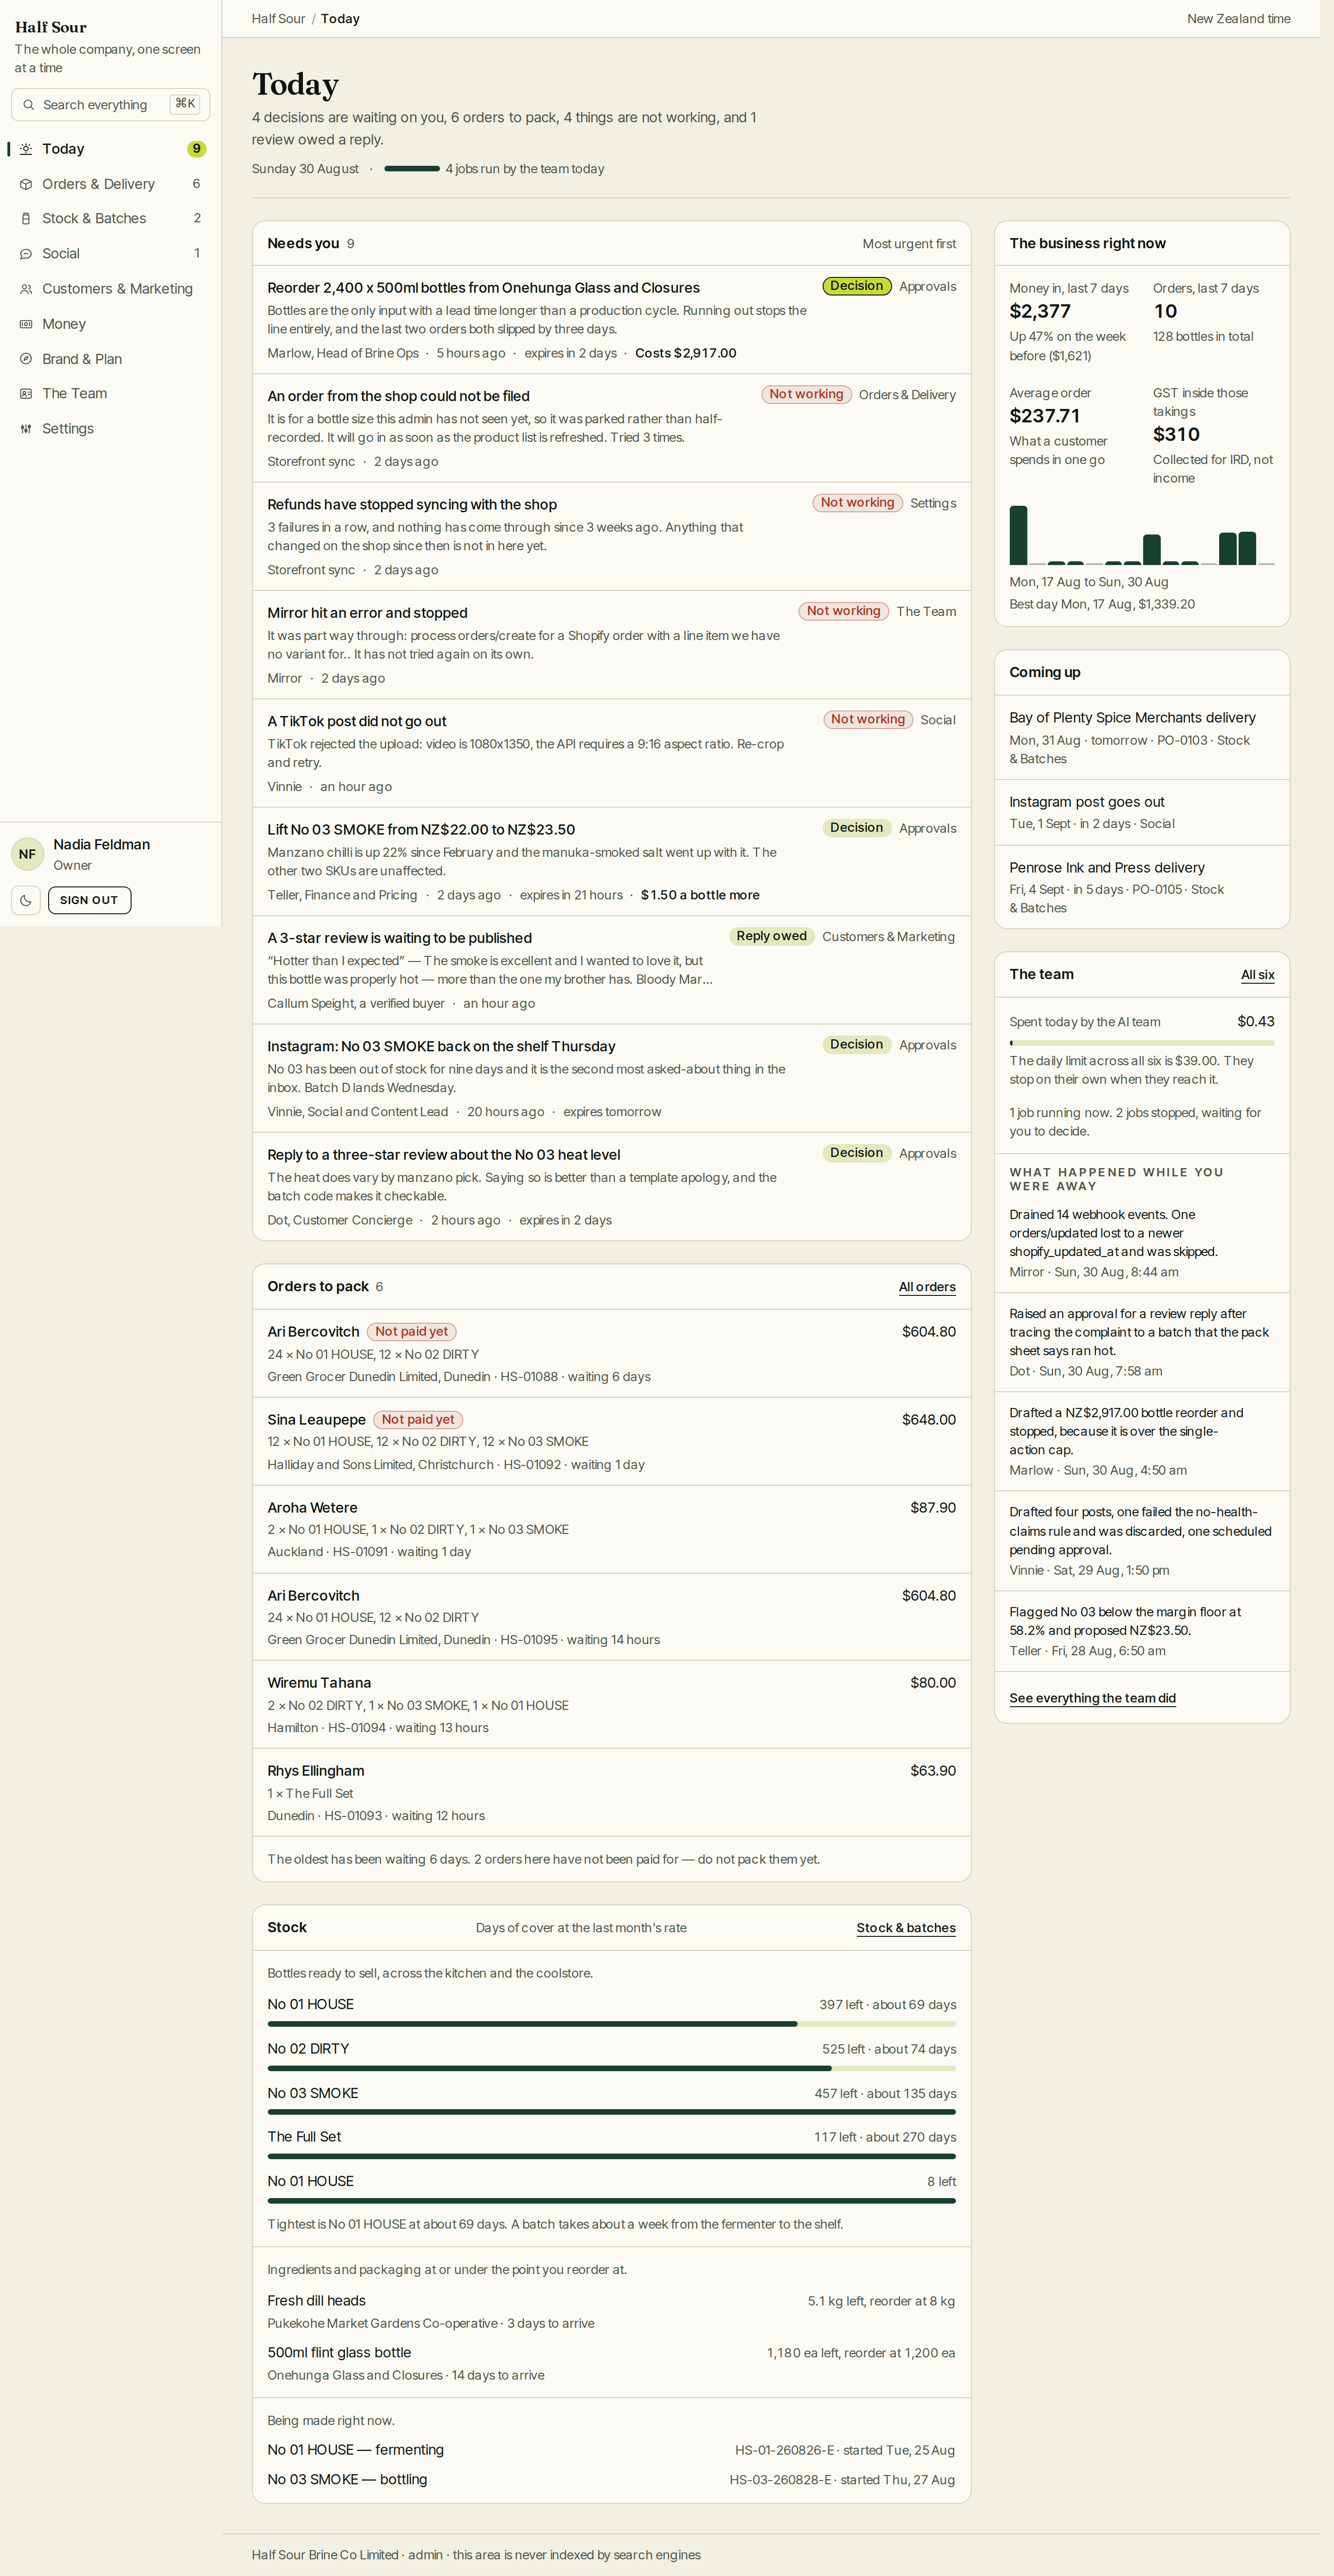 Half Sour
The whole company, one screen
at a time
Search everything ⌘K
Today 9
Orders & Delivery 6
Stock & Batches 2
Social 1
Customers & Marketing
Money
Brand & Plan
The Team
Settings
NF
Nadia Feldman
Owner
SIGN OUT
Half Sour / Today
New Zealand time
Today
4 decisions are waiting on you, 6 orders to pack, 4 things are not working, and 1
review owed a reply.
Sunday 30 August · 4 jobs run by the team today
Needs you 9
Most urgent first
Reorder 2,400 x 500ml bottles from Onehunga Glass and Closures
Decision Approvals
Bottles are the only input with a lead time longer than a production cycle. Running out stops the
line entirely, and the last two orders both slipped by three days.
Marlow, Head of Brine Ops · 5 hours ago · expires in 2 days · Costs $2,917.00
An order from the shop could not be filed
Not working Orders & Delivery
It is for a bottle size this admin has not seen yet, so it was parked rather than half-
recorded. It will go in as soon as the product list is refreshed. Tried 3 times.
Storefront sync · 2 days ago
Refunds have stopped syncing with the shop
Not working Settings
3 failures in a row, and nothing has come through since 3 weeks ago. Anything that
changed on the shop since then is not in here yet.
Storefront sync · 2 days ago
Mirror hit an error and stopped
Not working The Team
It was part way through: process orders/create for a Shopify order with a line item we have
no variant for.. It has not tried again on its own.
Mirror · 2 days ago
A TikTok post did not go out
Not working Social
TikTok rejected the upload: video is 1080x1350, the API requires a 9:16 aspect ratio. Re-crop
and retry.
Vinnie · an hour ago
Lift No 03 SMOKE from NZ$22.00 to NZ$23.50
Decision Approvals
Manzano chilli is up 22% since February and the manuka-smoked salt went up with it. The
other two SKUs are unaffected.
Teller, Finance and Pricing · 2 days ago · expires in 21 hours · $1.50 a bottle more
A 3-star review is waiting to be published
Reply owed Customers & Marketing
“Hotter than I expected” — The smoke is excellent and I wanted to love it, but
this bottle was properly hot — more than the one my brother has. Bloody Mar…
Callum Speight, a verified buyer · an hour ago
Instagram: No 03 SMOKE back on the shelf Thursday
Decision Approvals
No 03 has been out of stock for nine days and it is the second most asked-about thing in the
inbox. Batch D lands Wednesday.
Vinnie, Social and Content Lead · 20 hours ago · expires tomorrow
Reply to a three-star review about the No 03 heat level
Decision Approvals
The heat does vary by manzano pick. Saying so is better than a template apology, and the
batch code makes it checkable.
Dot, Customer Concierge · 2 hours ago · expires in 2 days
Orders to pack 6
All orders
Ari Bercovitch Not paid yet $604.80
24 × No 01 HOUSE, 12 × No 02 DIRTY
Green Grocer Dunedin Limited, Dunedin · HS-01088 · waiting 6 days
Sina Leaupepe Not paid yet $648.00
12 × No 01 HOUSE, 12 × No 02 DIRTY, 12 × No 03 SMOKE
Halliday and Sons Limited, Christchurch · HS-01092 · waiting 1 day
Aroha Wetere $87.90
2 × No 01 HOUSE, 1 × No 02 DIRTY, 1 × No 03 SMOKE
Auckland · HS-01091 · waiting 1 day
Ari Bercovitch $604.80
24 × No 01 HOUSE, 12 × No 02 DIRTY
Green Grocer Dunedin Limited, Dunedin · HS-01095 · waiting 14 hours
Wiremu Tahana $80.00
2 × No 02 DIRTY, 1 × No 03 SMOKE, 1 × No 01 HOUSE
Hamilton · HS-01094 · waiting 13 hours
Rhys Ellingham $63.90
1 × The Full Set
Dunedin · HS-01093 · waiting 12 hours
The oldest has been waiting 6 days. 2 orders here have not been paid for — do not pack them yet.
Stock
Days of cover at the last month's rate
Stock & batches
Bottles ready to sell, across the kitchen and the coolstore.
No 01 HOUSE 397 left · about 69 days
No 02 DIRTY 525 left · about 74 days
No 03 SMOKE 457 left · about 135 days
The Full Set 117 left · about 270 days
No 01 HOUSE 8 left
Tightest is No 01 HOUSE at about 69 days. A batch takes about a week from the fermenter to the shelf.
Ingredients and packaging at or under the point you reorder at.
Fresh dill heads 5.1 kg left, reorder at 8 kg
Pukekohe Market Gardens Co-operative · 3 days to arrive
500ml flint glass bottle 1,180 ea left, reorder at 1,200 ea
Onehunga Glass and Closures · 14 days to arrive
Being made right now.
No 01 HOUSE — fermenting HS-01-260826-E · started Tue, 25 Aug
No 03 SMOKE — bottling HS-03-260828-E · started Thu, 27 Aug
The business right now
Money in, last 7 days
$2,377
Up 47% on the week
before ($1,621)
Orders, last 7 days
10
128 bottles in total
Average order
$237.71
What a customer
spends in one go
GST inside those
takings
$310
Collected for IRD, not
income
Mon, 17 Aug to Sun, 30 Aug
Best day Mon, 17 Aug, $1,339.20
Coming up
Bay of Plenty Spice Merchants delivery
Mon, 31 Aug · tomorrow · PO-0103 · Stock
& Batches
Instagram post goes out
Tue, 1 Sept · in 2 days · Social
Penrose Ink and Press delivery
Fri, 4 Sept · in 5 days · PO-0105 · Stock
& Batches
The team
All six
Spent today by the AI team $0.43
The daily limit across all six is $39.00. They
stop on their own when they reach it.
1 job running now. 2 jobs stopped, waiting for
you to decide.
WHAT HAPPENED WHILE YOU
WERE AWAY
Drained 14 webhook events. One
orders/updated lost to a newer
shopify_updated_at and was skipped.
Mirror · Sun, 30 Aug, 8:44 am
Raised an approval for a review reply after
tracing the complaint to a batch that the pack
sheet says ran hot.
Dot · Sun, 30 Aug, 7:58 am
Drafted a NZ$2,917.00 bottle reorder and
stopped, because it is over the single-
action cap.
Marlow · Sun, 30 Aug, 4:50 am
Drafted four posts, one failed the no-health-
claims rule and was discarded, one scheduled
pending approval.
Vinnie · Sat, 29 Aug, 1:50 pm
Flagged No 03 below the margin floor at
58.2% and proposed NZ$23.50.
Teller · Fri, 28 Aug, 6:50 am
See everything the team did
Half Sour Brine Co Limited · admin · this area is never indexed by search engines